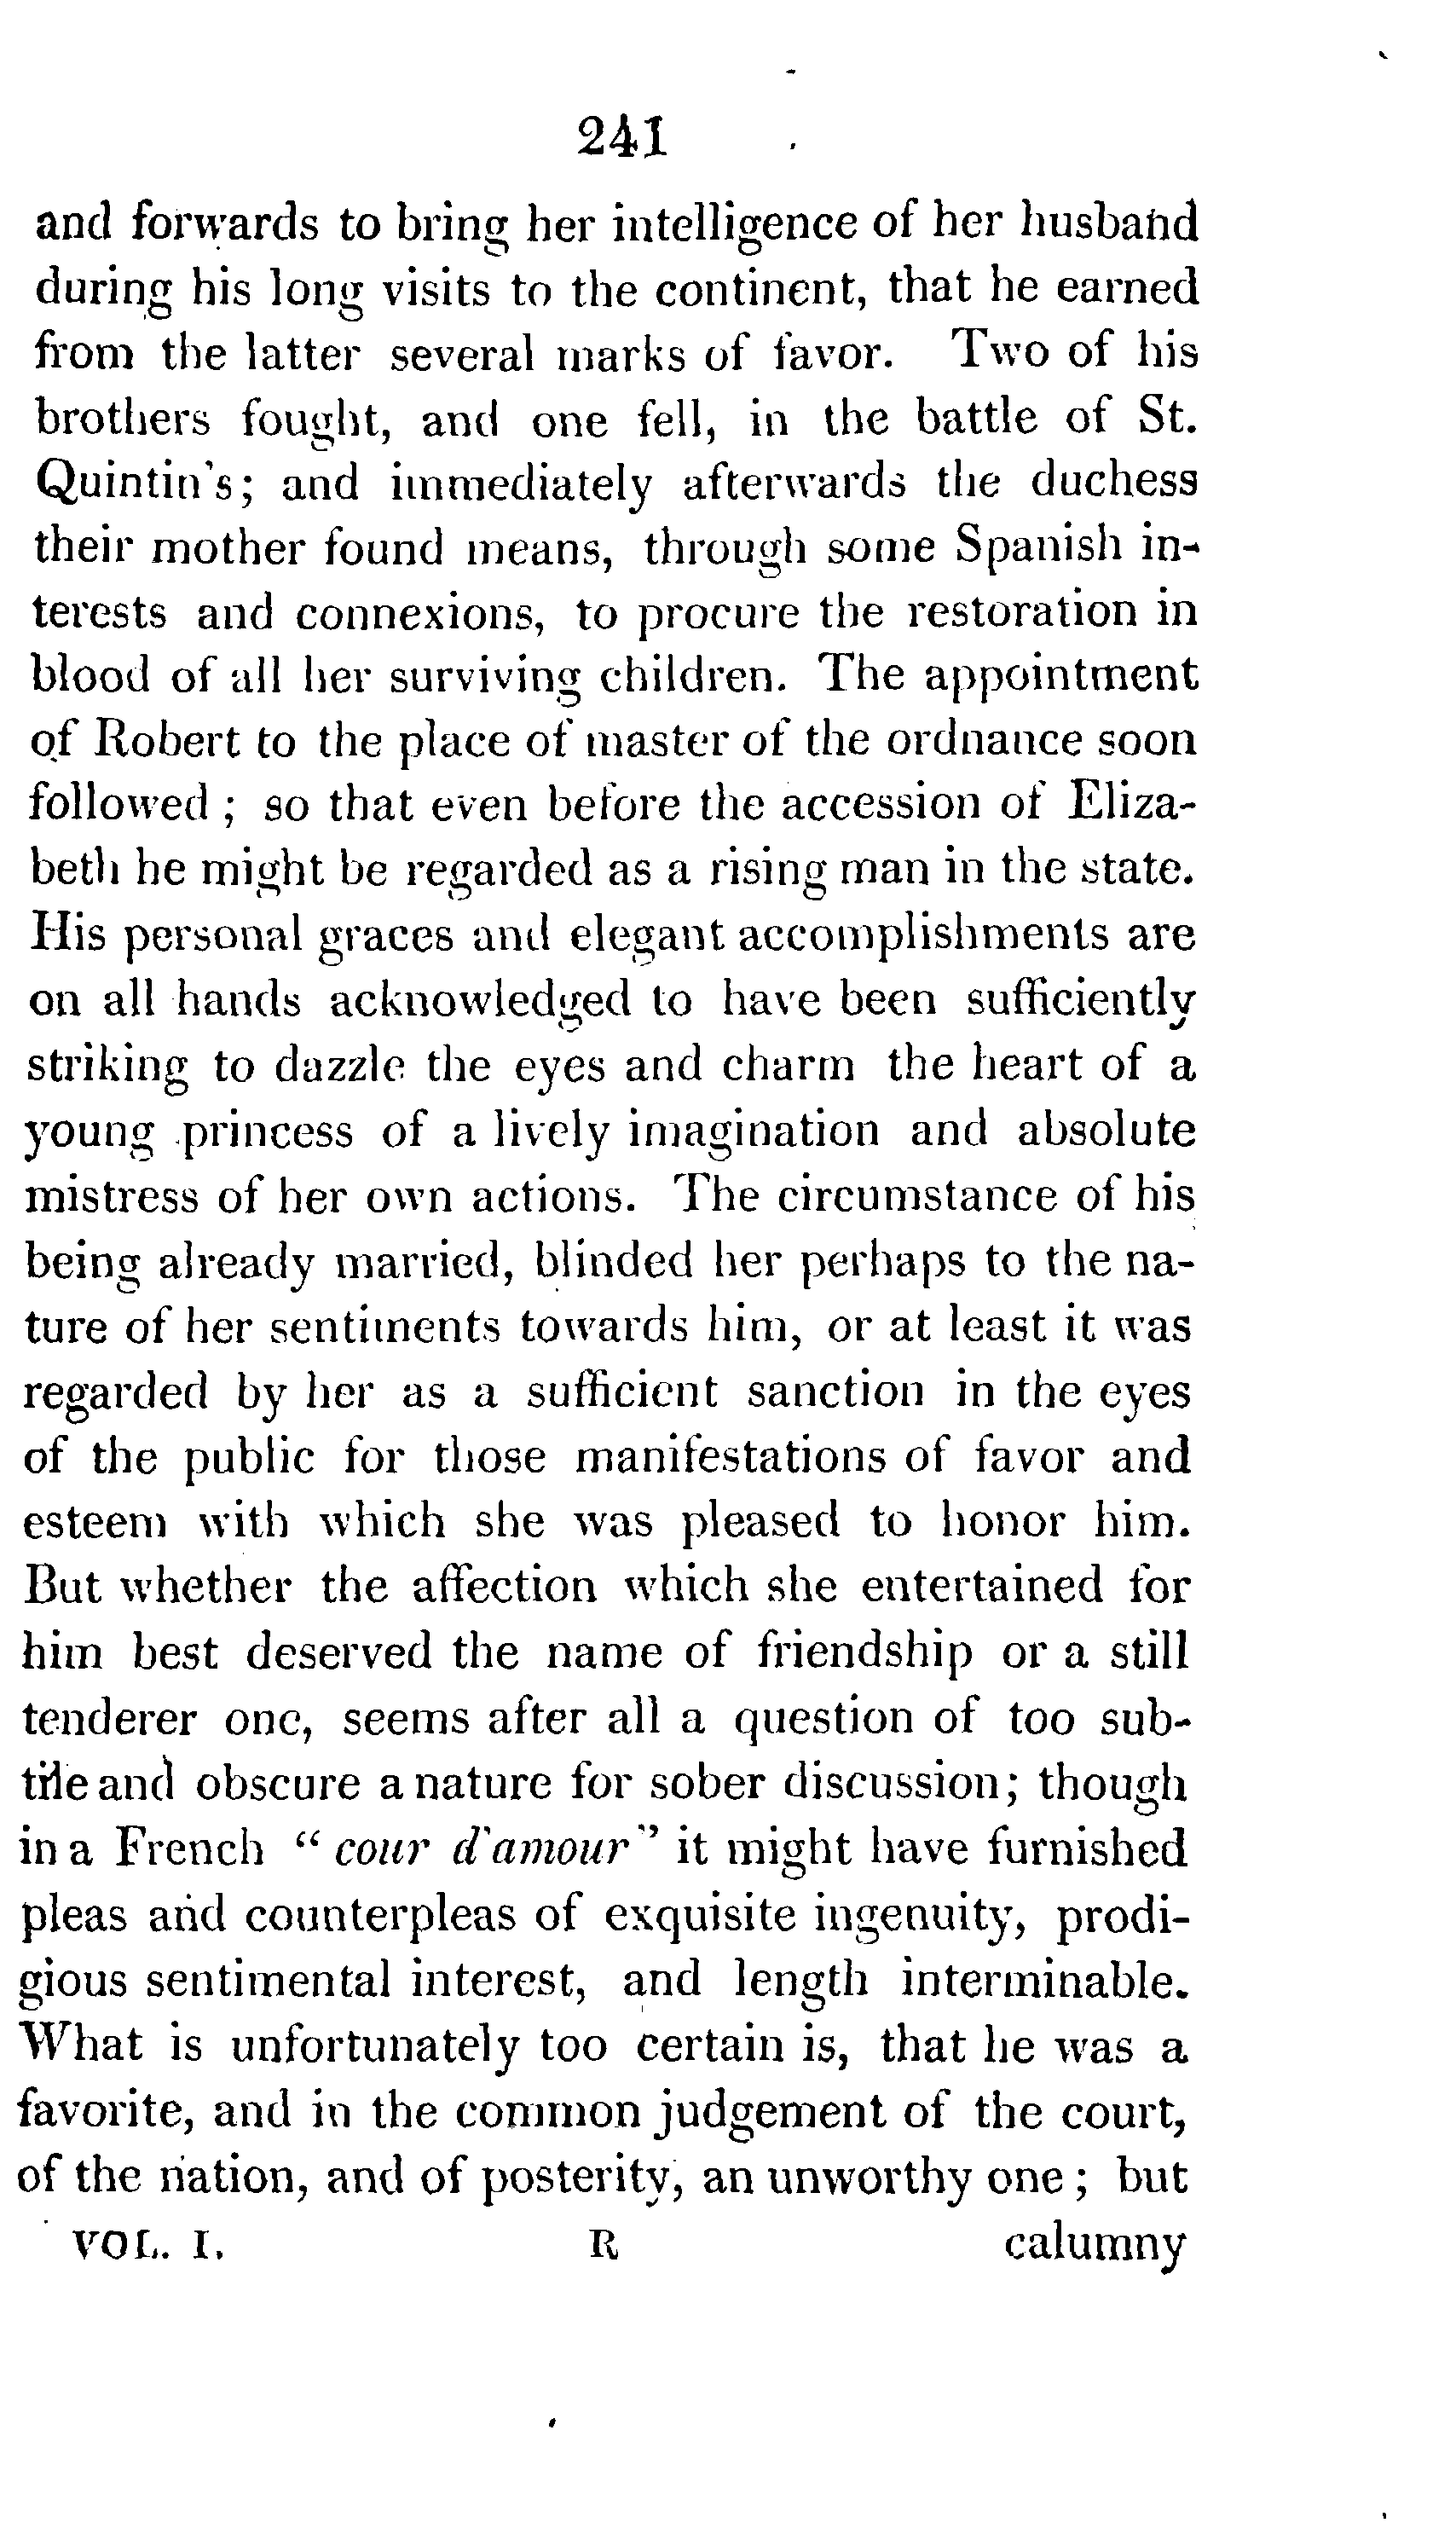 241
and forwards to bring her intelligence of her husband
during his long visits to the continent, that he earned
from the latter several marks of favor. Two of his
brothers fought, and one fell, in the battle of St.
Quintin's; and immediately afterwards the duchess
their mother found means, through some Spanish in-
terests and connexions, to procure the restoration in
blood of all her surviving children. The appointment
of Robert to the place of master of the ordnance soon
followed ; so that even before the accession of Eliza-
beth he might be regarded as a rising man in the state.
His personal graces and elegant accomplishments are
on all hands acknowledged to have been sufficiently
striking to dazzle the eyes and charm the heart of a
young princess of a lively imagination and absolute
mistress of her own actions. The circumstance of his
being already married, blinded her perhaps to the na-
ture of her sentiments towards him, or at least it was
regarded by her as a sufficient sanction in the eyes
of the public for those manifestations of favor and
esteem with which she was pleased to honor him.
But whether the affection which she entertained for
him best deserved the name of friendship or a still
tenderer one, seems after all a question of too sub-
tile and obscure a nature for sober discussion; though
in a French “ cour d'amour” it might have furnished
pleas and counterpleas of exquisite ingenuity, prodi-
gious sentimental interest, and length interminable.
What is unfortunately too certain is, that he was a
favorite, and in the common judgement of the court,
of the nation, and of posterity, an unworthy one ; but
VOL. I. R calumny